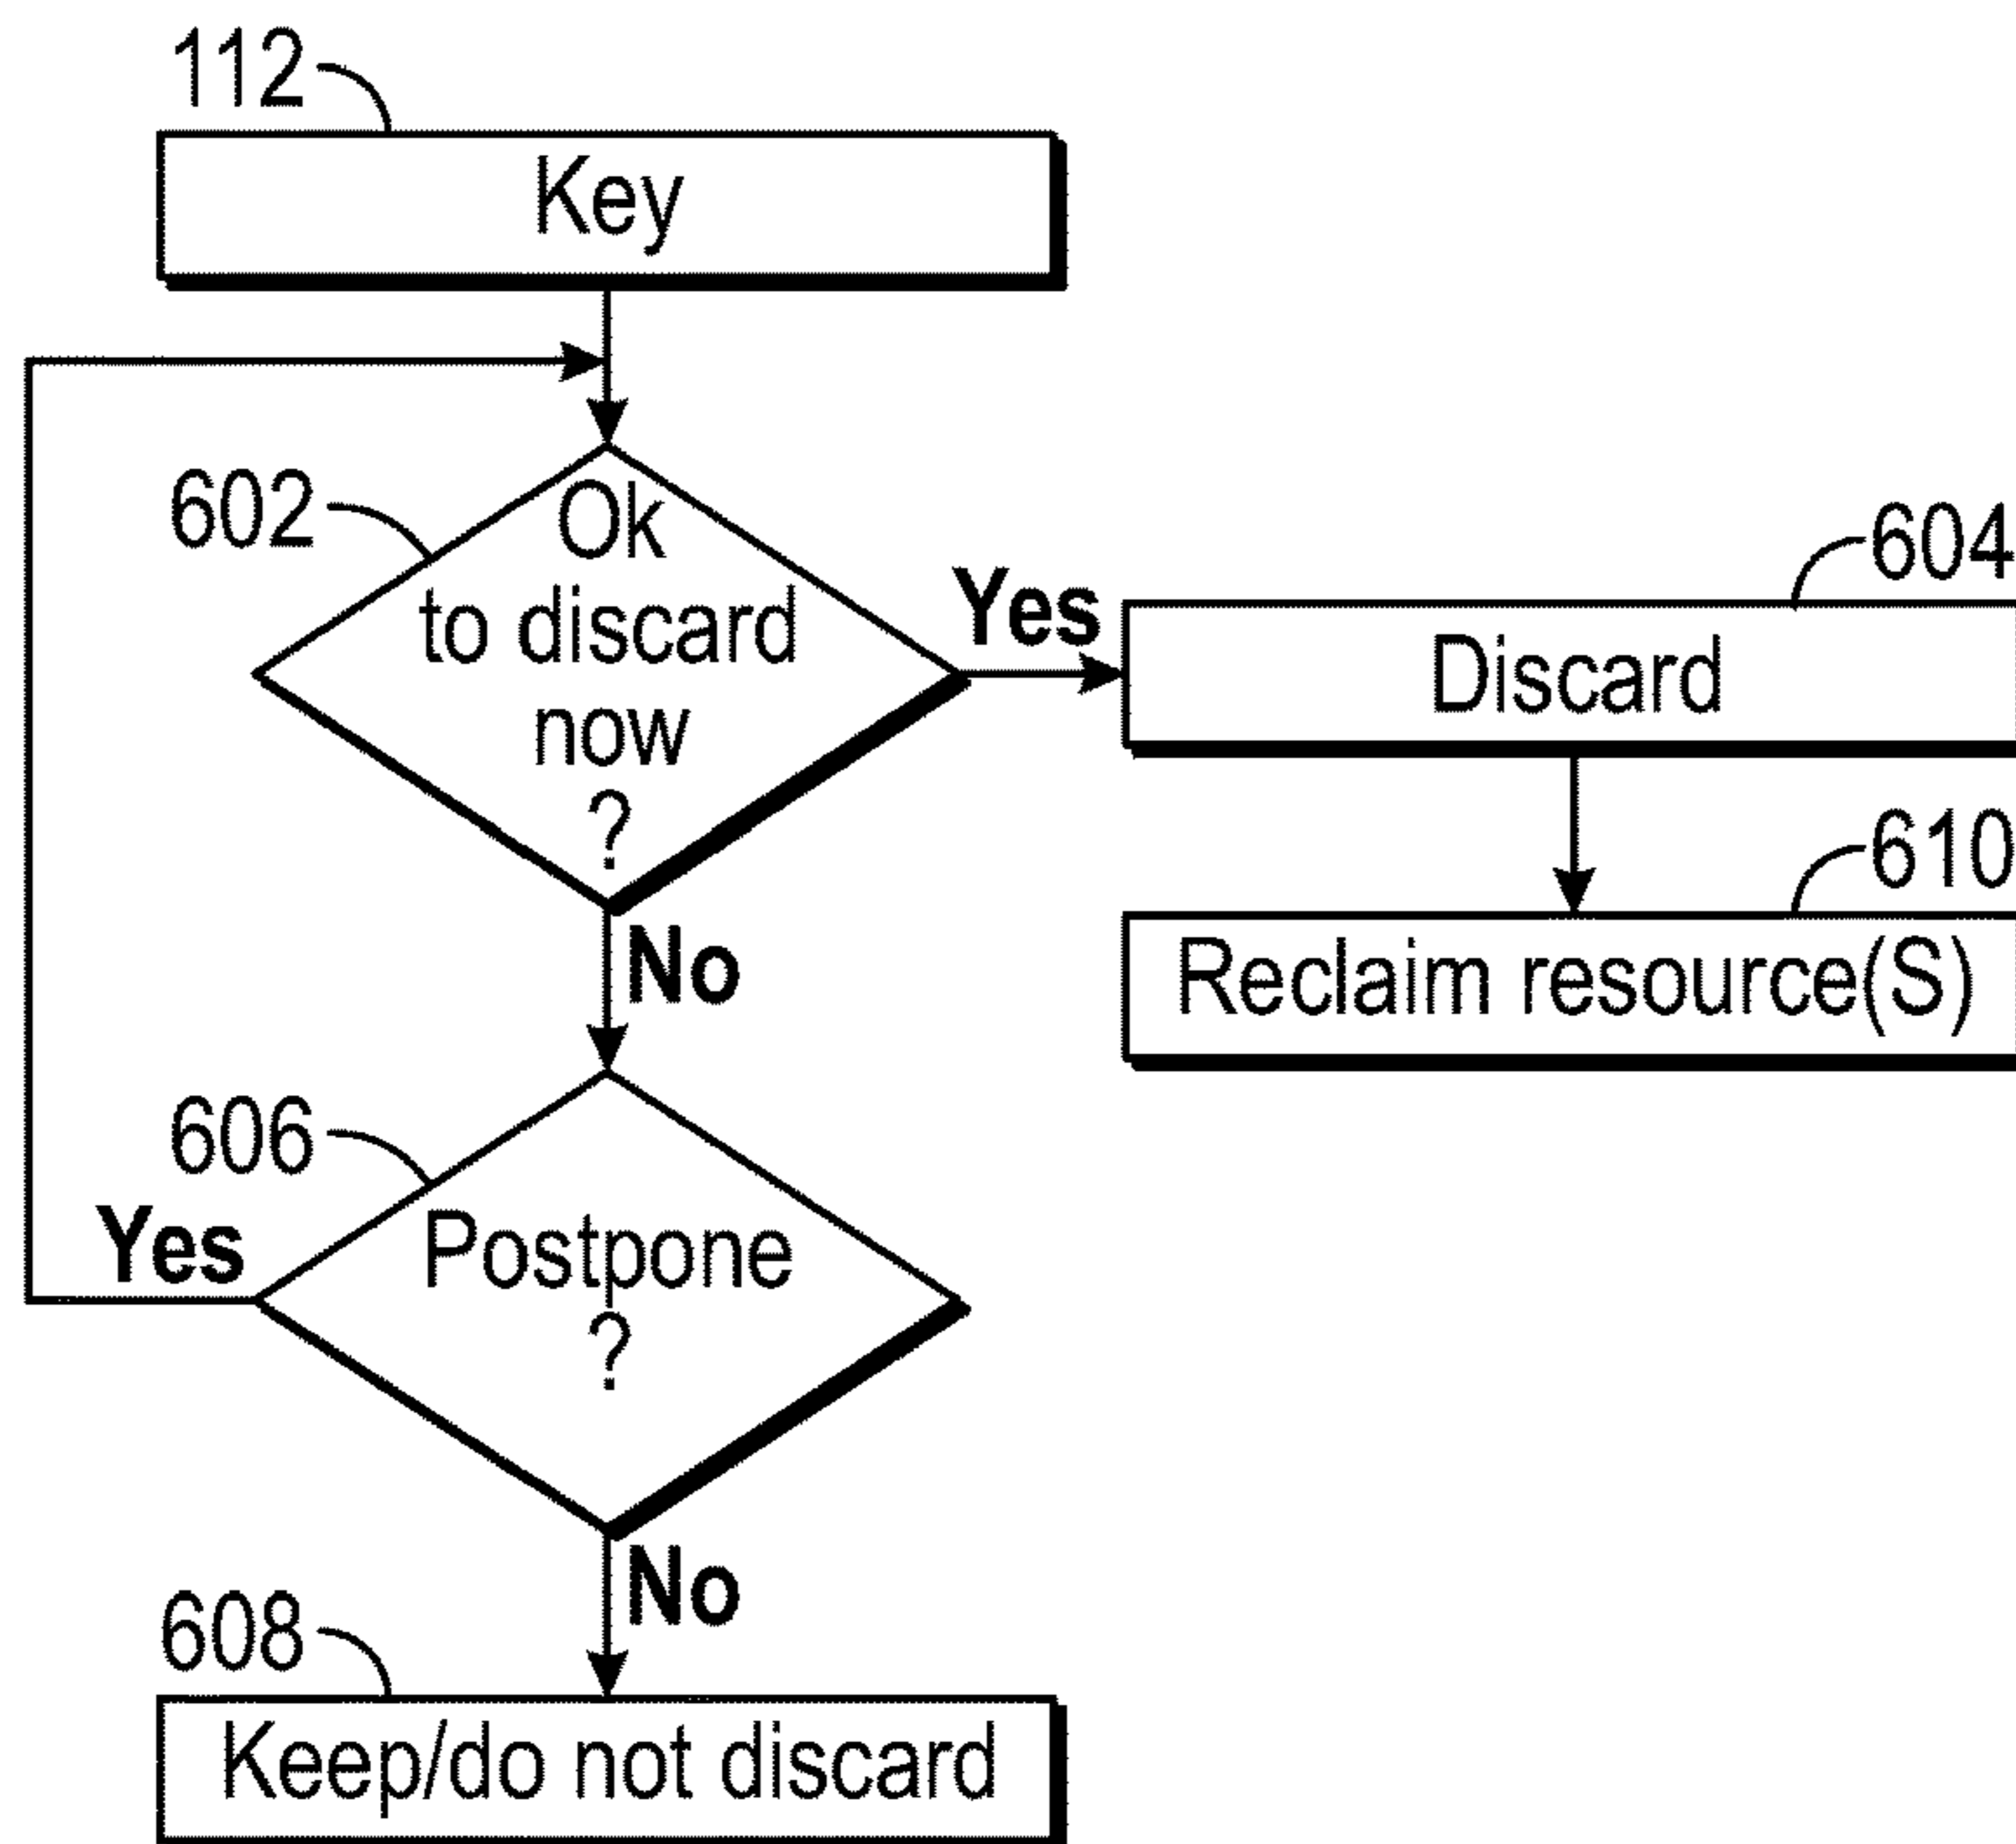 112
Key
602
Ok
to discard
now
?
Yes
604
Discard
610
Reclaim resource(S)
No
606
Postpone
?
Yes
No
608
Keep/do not discard